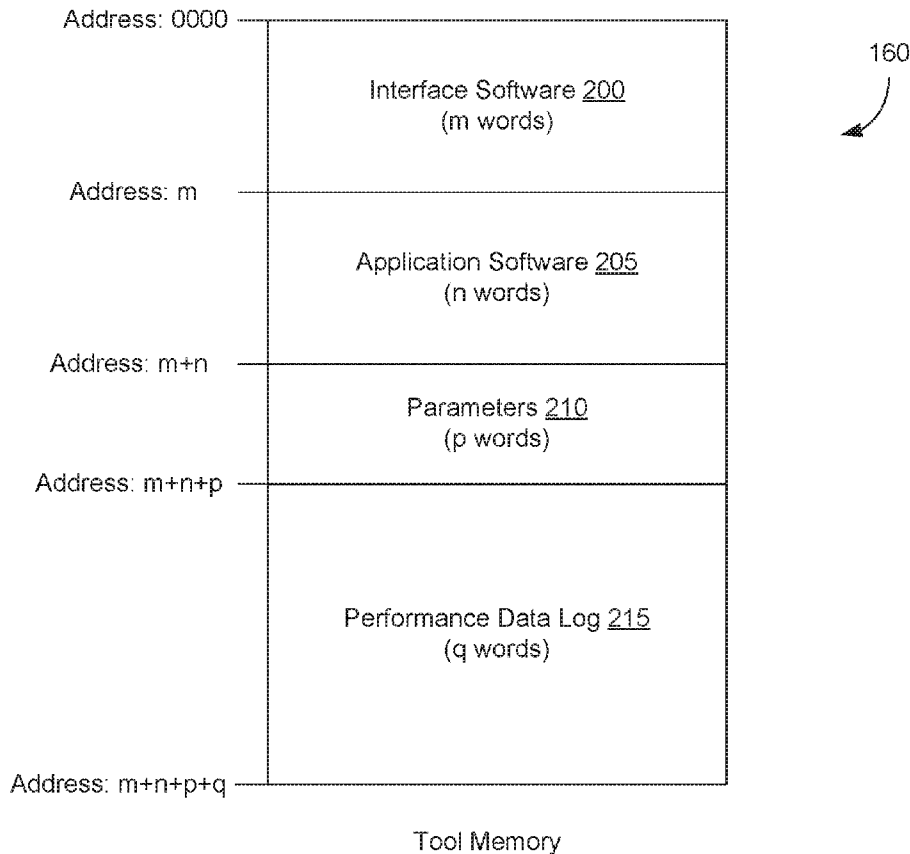 Address: 0000
160
Interface Software 200
(m words)
Address: m
Application Software 205
(n words)
Address: m+n
Parameters 210
(p words)
Address: m+n+p
Performance Data Log 215
(q words)
Address: m+n+p+q
Tool Memory